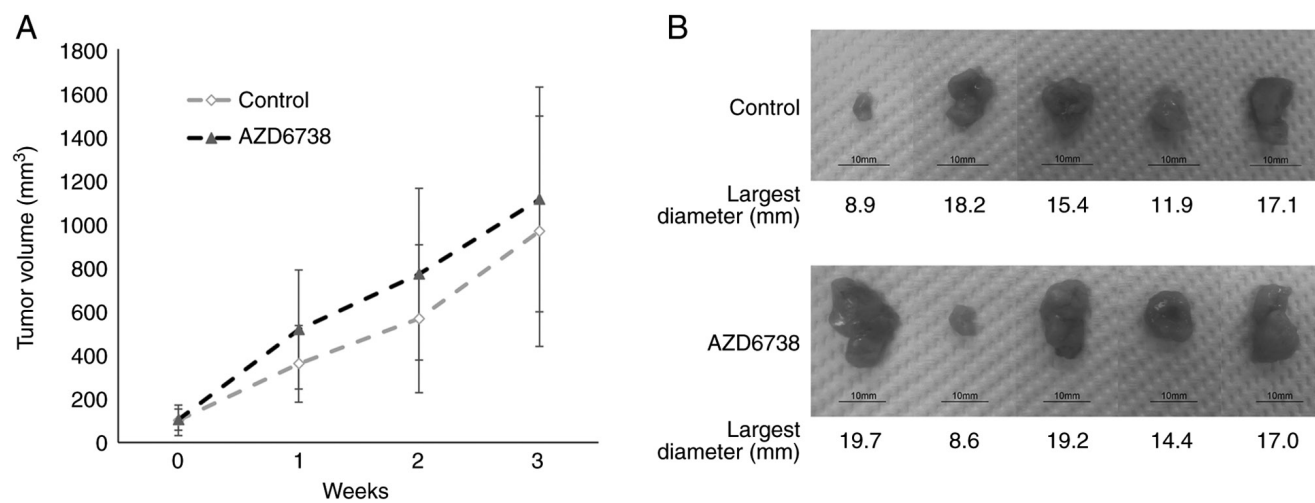 A
1800
1600
1400
1200
1000
800
600
400
200
0
Tumor volume (mm³)
Control
AZD6738
0 1 2 3
Weeks
B
Control
10mm 10mm 10mm 10mm 10mm
Largest
diameter (mm) 8.9 18.2 15.4 11.9 17.1
AZD6738
10mm 10mm 10mm 10mm 10mm
Largest
diameter (mm) 19.7 8.6 19.2 14.4 17.0